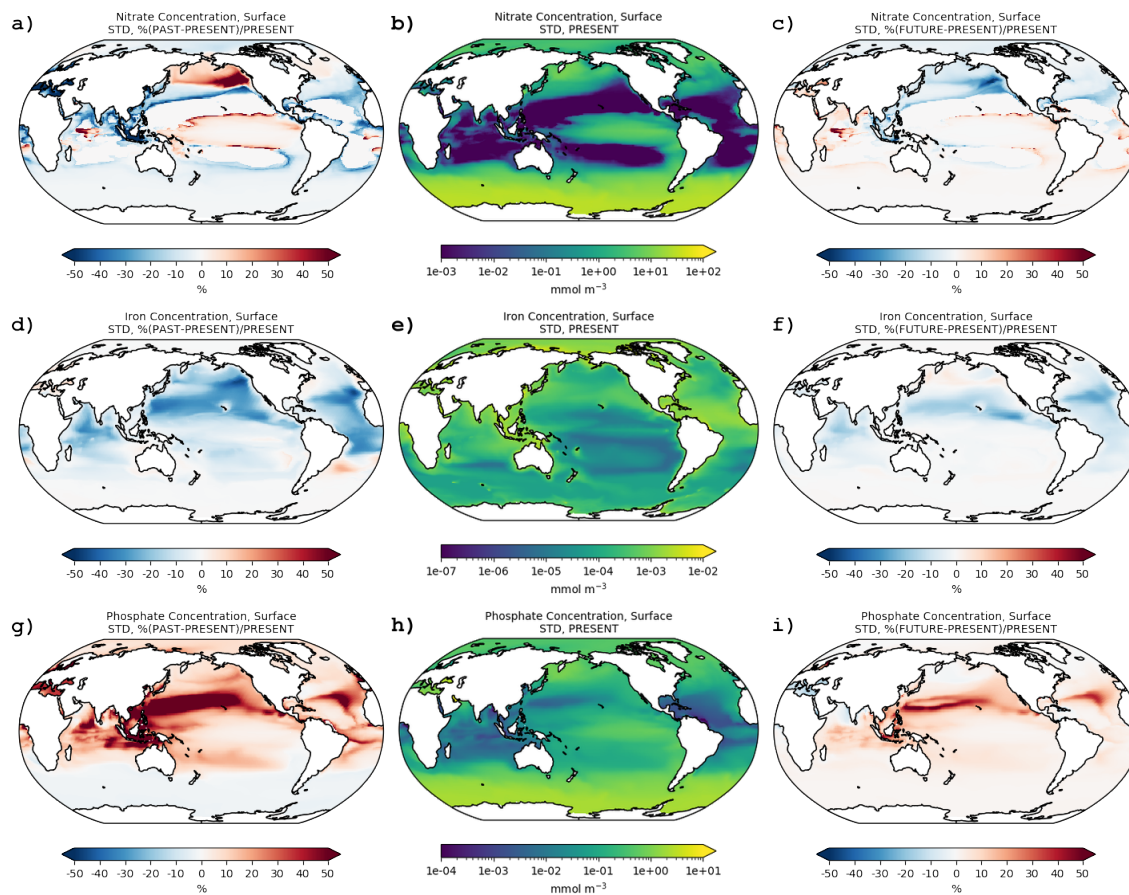 a) Nitrate Concentration, Surface
STD, %(PAST-PRESENT)/PRESENT
-50 -40 -30 -20 -10 0 10 20 30 40 50
%
b) Nitrate Concentration, Surface
STD, PRESENT
1e-03 1e-02 1e-01 1e+00 1e+01 1e+02
mmol m⁻³
c) Nitrate Concentration, Surface
STD, %(FUTURE-PRESENT)/PRESENT
-50 -40 -30 -20 -10 0 10 20 30 40 50
%
d) Iron Concentration, Surface
STD, %(PAST-PRESENT)/PRESENT
-50 -40 -30 -20 -10 0 10 20 30 40 50
%
e) Iron Concentration, Surface
STD, PRESENT
1e-07 1e-06 1e-05 1e-04 1e-03 1e-02
mmol m⁻³
f) Iron Concentration, Surface
STD, %(FUTURE-PRESENT)/PRESENT
-50 -40 -30 -20 -10 0 10 20 30 40 50
%
g) Phosphate Concentration, Surface
STD, %(PAST-PRESENT)/PRESENT
-50 -40 -30 -20 -10 0 10 20 30 40 50
%
h) Phosphate Concentration, Surface
STD, PRESENT
1e-04 1e-03 1e-02 1e-01 1e+00 1e+01
mmol m⁻³
i) Phosphate Concentration, Surface
STD, %(FUTURE-PRESENT)/PRESENT
-50 -40 -30 -20 -10 0 10 20 30 40 50
%